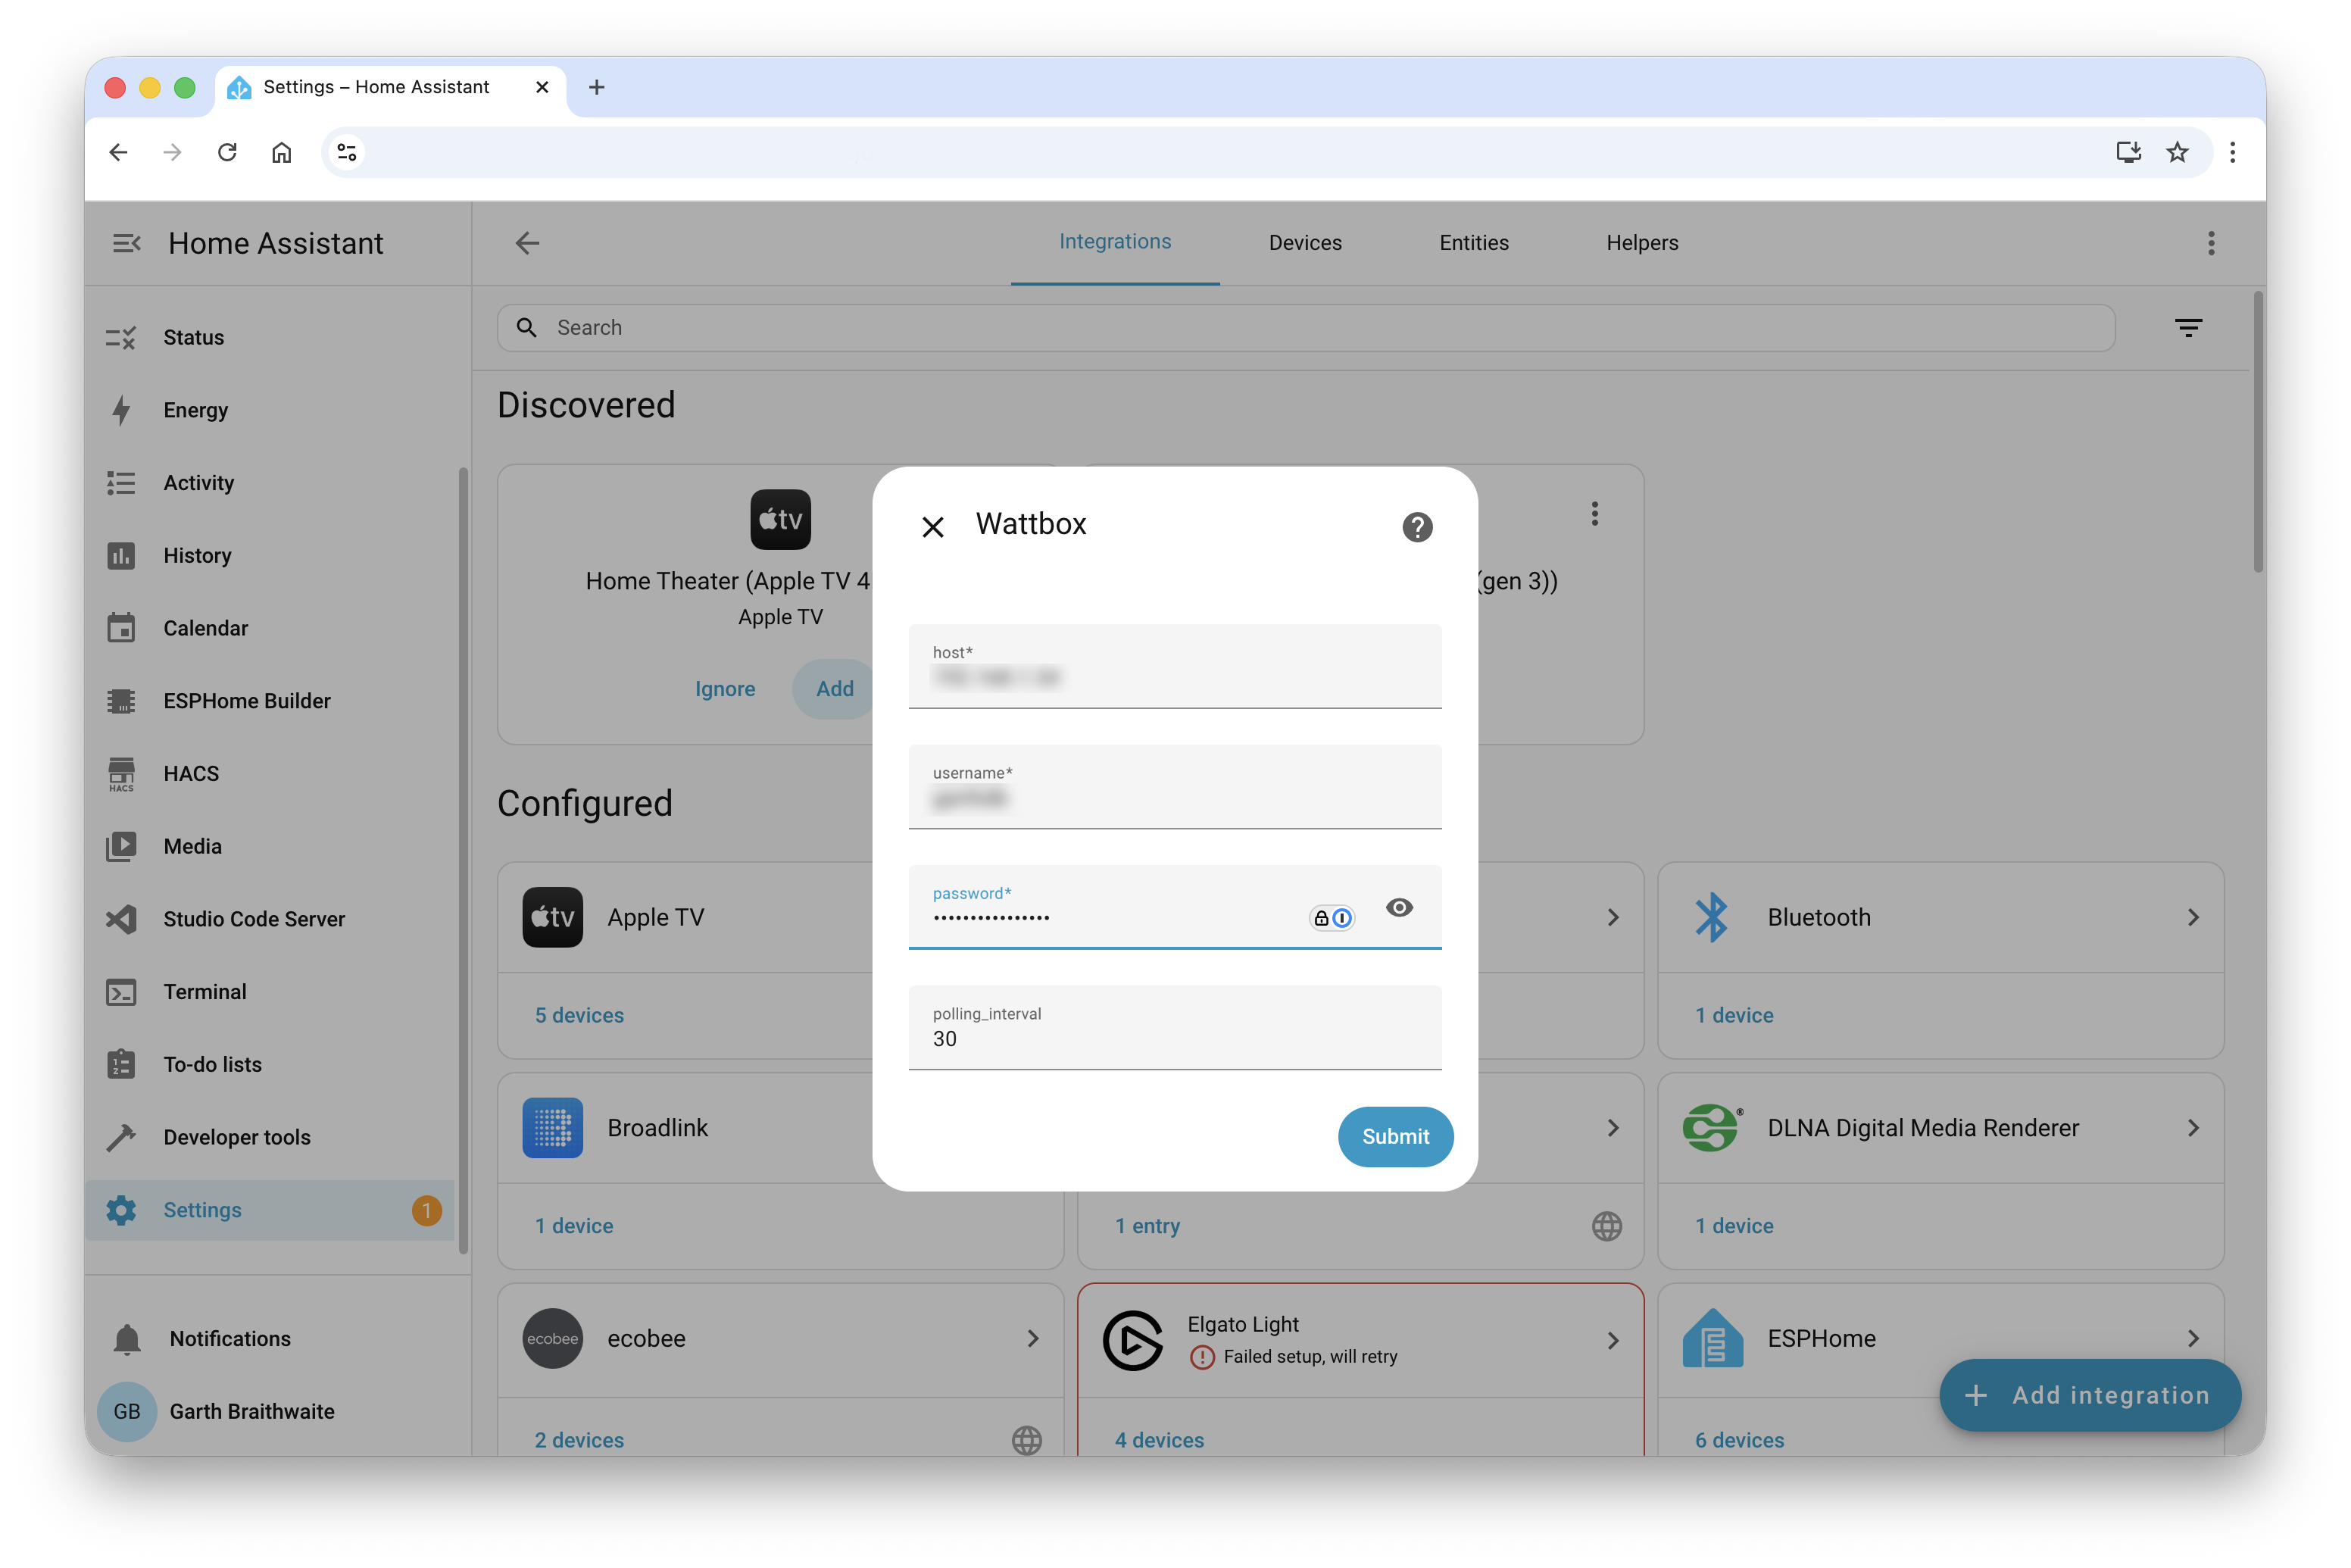 Settings – Home Assistant
Home Assistant
Integrations
Devices
Entities
Helpers
Search
Status
Energy
Activity
History
Calendar
ESPHome Builder
HACS
HACS
Media
Studio Code Server
Terminal
To-do lists
Developer tools
Settings
1
Notifications
GB
Garth Braithwaite
Discovered
tv
Home Theater (Apple TV 4
Apple TV
Ignore
Add
(gen 3))
Configured
tv
Apple TV
5 devices
Bluetooth
1 device
Broadlink
1 device
1 entry
DLNA Digital Media Renderer
1 device
ecobee
ecobee
2 devices
Elgato Light
Failed setup, will retry
4 devices
ESPHome
6 devices
Add integration
Wattbox
host*
username*
password*
••••••••••••••••
polling_interval
30
Submit